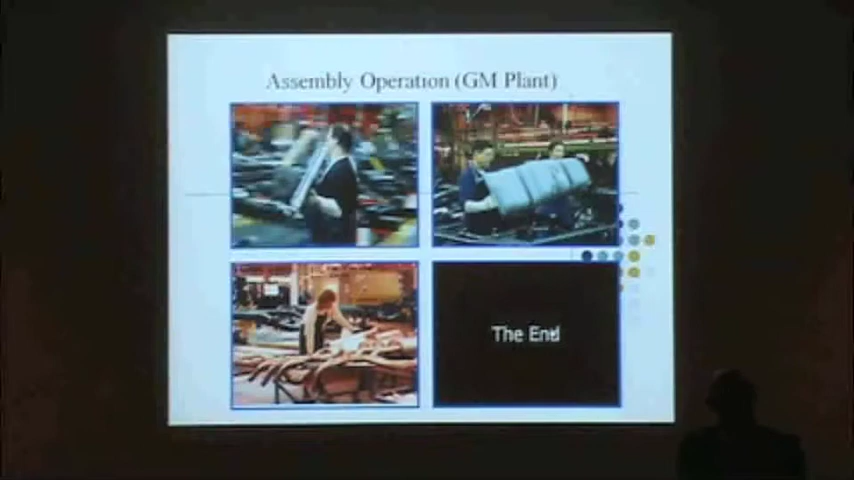 Assembly Operation (GM Plant)
The End